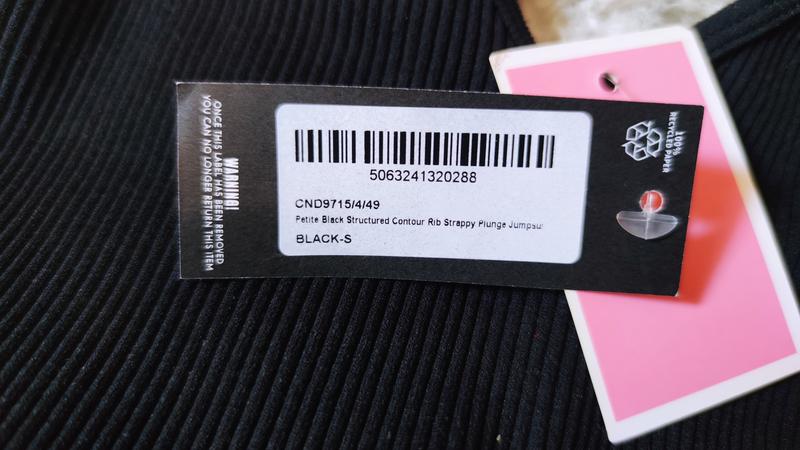 WARNING!
ONCE THIS LABEL HAS BEEN REMOVED
YOU CAN NO LONGER RETURN THIS ITEM
5063241320288
CND9715/4/49
Petite Black Structured Contour Rib Strappy Plunge Jumpsu
BLACK-S
100%
RECYCLED PAPER